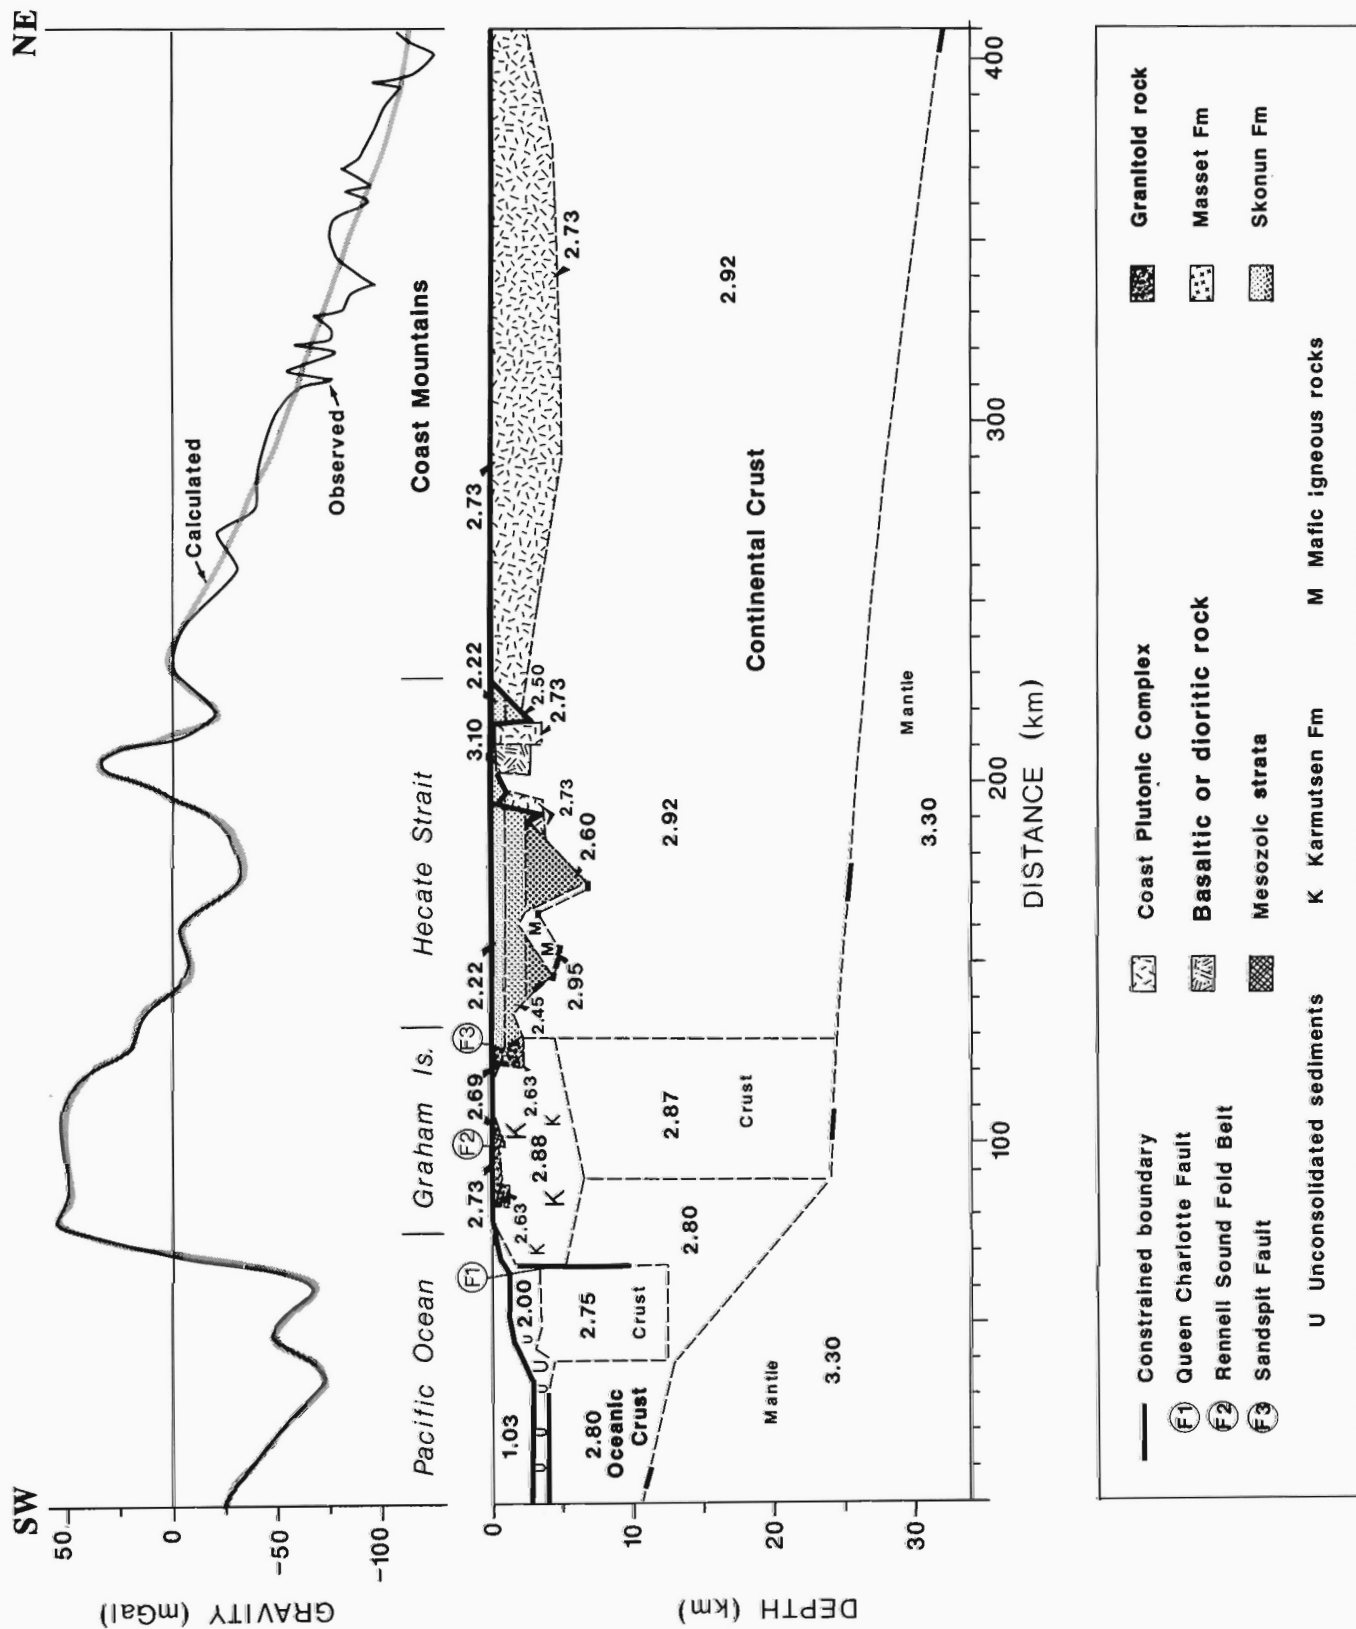 SW
NE
GRAVITY (mGal)
50
0
-50
-100
Calculated
Observed
Pacific Ocean
Graham Is.
Hecate Strait
Coast Mountains
DEPTH (km)
0
10
20
30
F1
2.73
F2
2.69
F3
2.22
3.10
2.22
2.73
1.03
U
U
U
U
U
2.00
K
2.63
K
2.88
K
K
2.63
2.45
2.95
M
M
2.60
2.73
2.73
2.50
2.73
2.80
Oceanic
Crust
2.75
Crust
2.80
2.87
Crust
2.92
Continental Crust
2.92
Mantle
3.30
Mantle
3.30
100
200
300
400
DISTANCE (km)
Constrained boundary
F1 Queen Charlotte Fault
F2 Rennell Sound Fold Belt
F3 Sandspit Fault
Coast Plutonic Complex
Basaltic or dioritic rock
Mesozoic strata
Granitoid rock
Masset Fm
Skonun Fm
U Unconsolidated sediments
K Karmutsen Fm
M Mafic igneous rocks